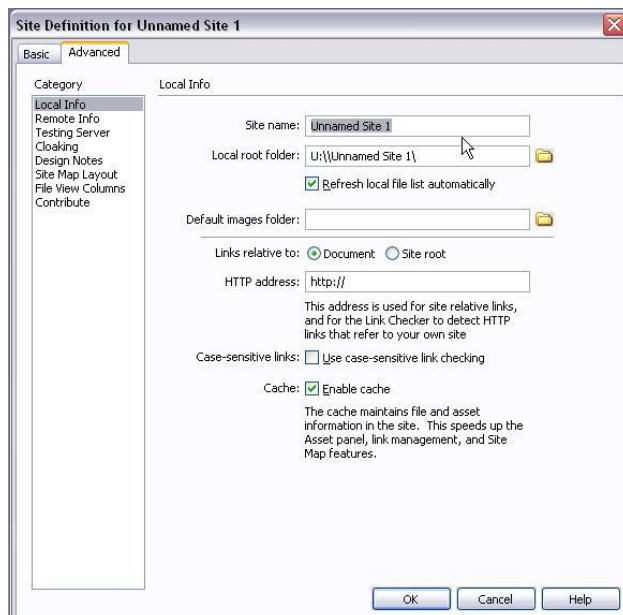 Site Definition for Unnamed Site 1
Basic
Advanced
Category
Local Info
Remote Info
Testing Server
Cloaking
Design Notes
Site Map Layout
File View Columns
Contribute
Local Info
Site name: Unnamed Site 1
Local root folder: U:\\Unnamed Site 1\
Refresh local file list automatically
Default images folder:
Links relative to: Document Site root
HTTP address: http://
This address is used for site relative links,
and for the Link Checker to detect HTTP
links that refer to your own site
Case-sensitive links: Use case-sensitive link checking
Cache: Enable cache
The cache maintains file and asset
information in the site. This speeds up the
Asset panel, link management, and Site
Map features.
OK
Cancel
Help